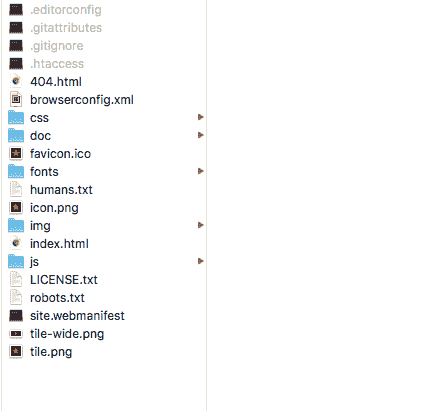 .editorconfig
.gitattributes
.gitignore
.htaccess
404.html
browserconfig.xml
css
doc
favicon.ico
fonts
humans.txt
icon.png
img
index.html
js
LICENSE.txt
robots.txt
site.webmanifest
tile-wide.png
tile.png